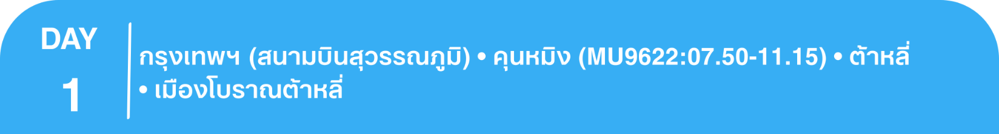 DAY
1
กรุงเทพฯ (สนามบินสุวรรณภูมิ) • คุนหมิง (MU9622:07.50-11.15) • ต้าหลี่
• เมืองโบราณต้าหลี่